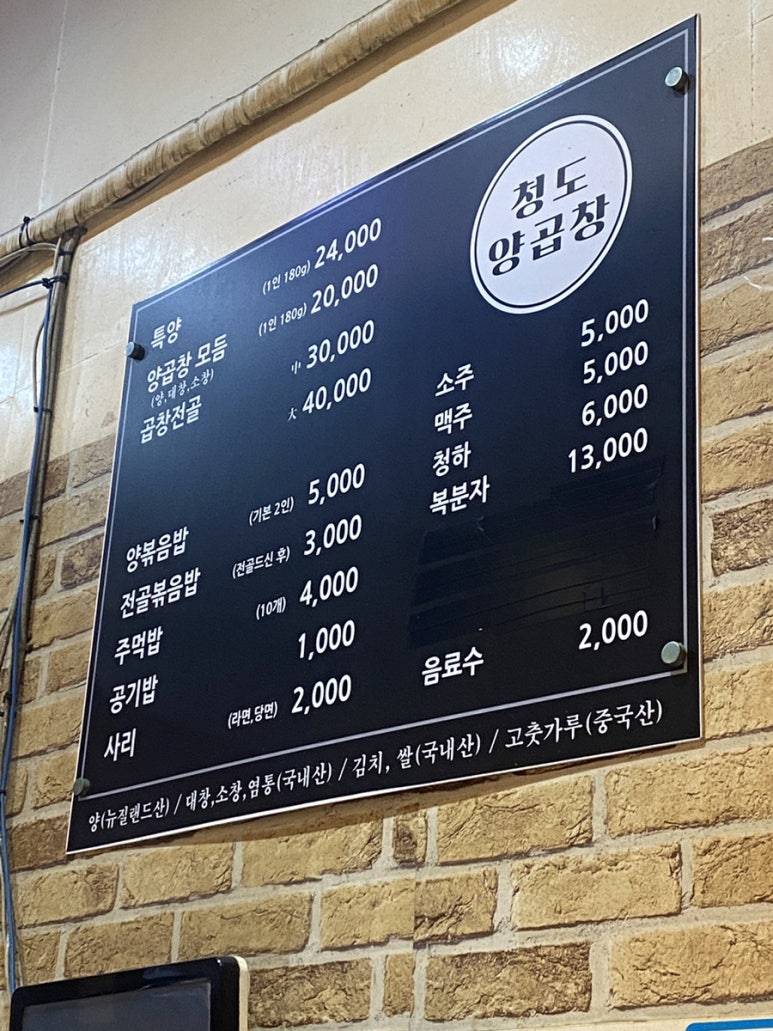 청도
양곱창
특양 (1인 180g) 24,000
양곱창 모듬 (1인 180g) 20,000
(양,대창,소창)
곱창전골 小 30,000
大 40,000
양볶음밥 (기본 2인) 5,000
전골볶음밥 (전골드신 후) 3,000
주먹밥 (10개) 4,000
공기밥 1,000
사리 (라면,당면) 2,000
소주 5,000
맥주 5,000
청하 6,000
복분자 13,000
음료수 2,000
양(뉴질랜드산) / 대창,소창,염통(국내산) / 김치, 쌀(국내산) / 고춧가루(중국산)